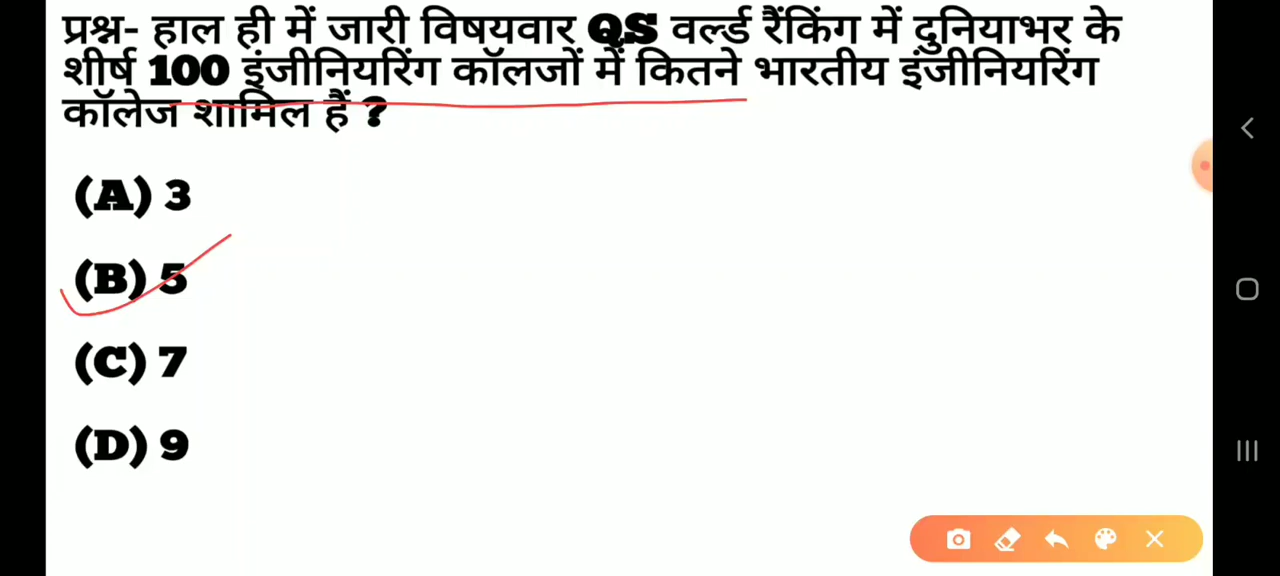 प्रश्न- हाल ही में जारी विषयवार QS वर्ल्ड रैंकिंग में दुनियाभर के
शीर्ष 100 इंजीनियरिंग कॉलजों में कितने भारतीय इंजीनियरिंग
कॉलेज शामिल हैं ?
(A) 3
(B) 5
(C) 7
(D) 9